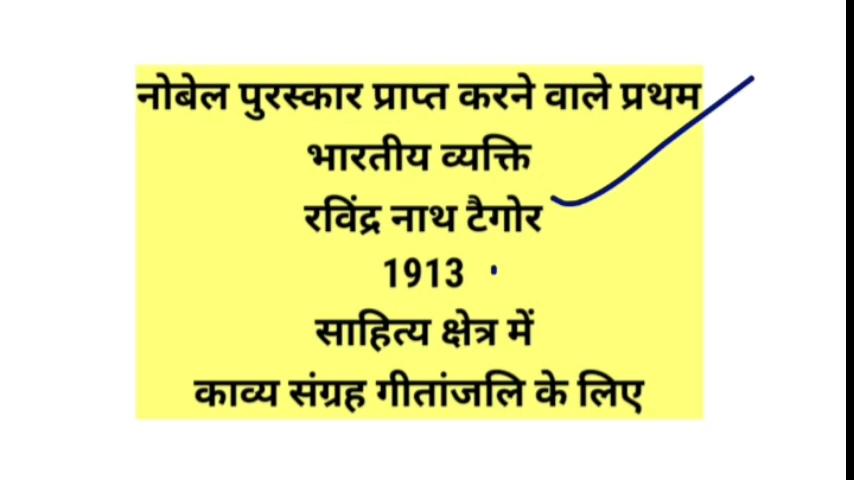 नोबेल पुरस्कार प्राप्त करने वाले प्रथम
भारतीय व्यक्ति
रविंद्र नाथ टैगोर
1913
साहित्य क्षेत्र में
काव्य संग्रह गीतांजलि के लिए